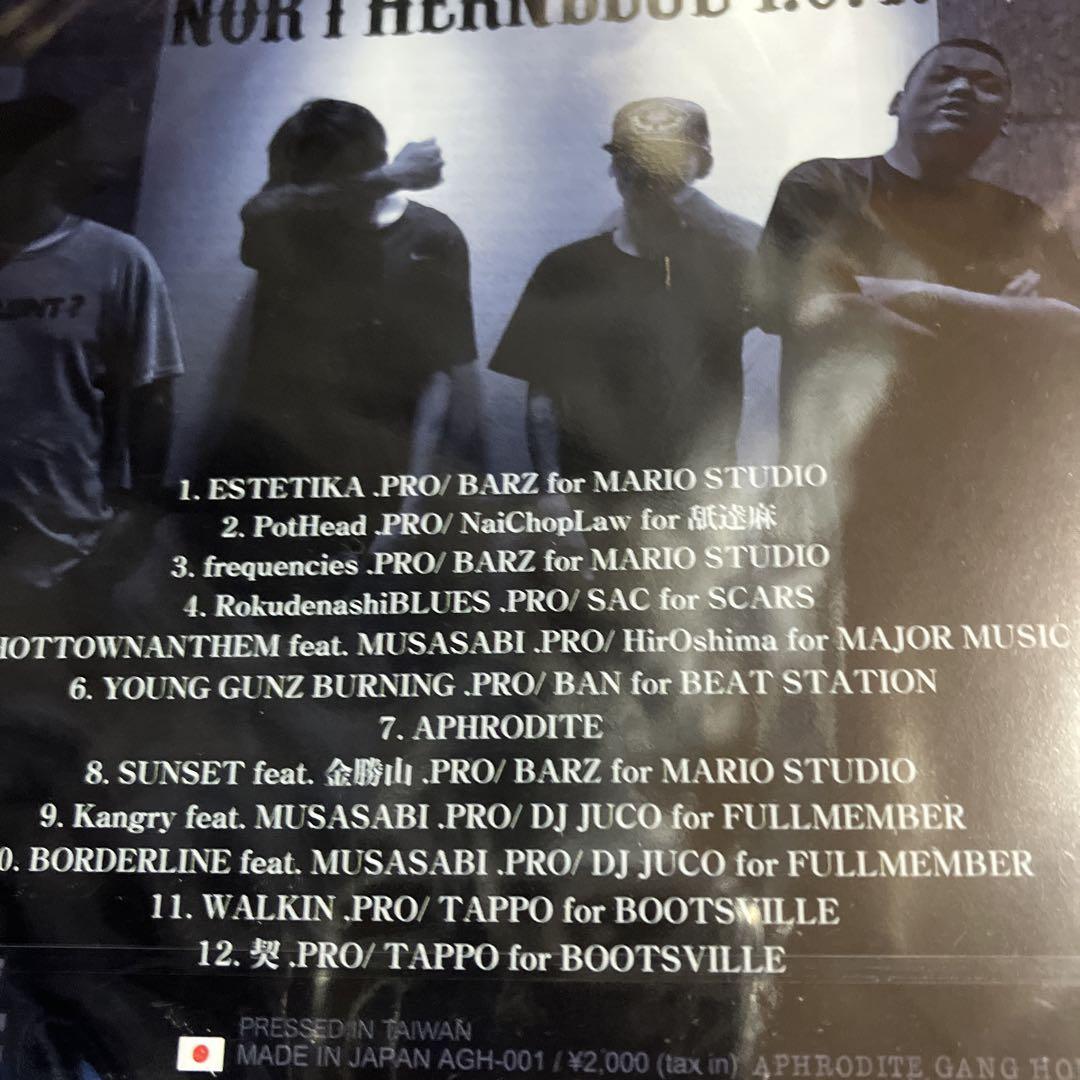 1. ESTETIKA .PRO/ BARZ for MARIO STUDIO
2. PotHead .PRO/ NaiChopLaw for 舐達麻
3. frequencies .PRO/ BARZ for MARIO STUDIO
4. RokudenashiBLUES .PRO/ SAC for SCARS
HOTTOWNANTHEM feat. MUSASABI .PRO/ HirOshima for MAJOR MUSIC
6. YOUNG GUNZ BURNING .PRO/ BAN for BEAT STATION
7. APHRODITE
8. SUNSET feat. 金勝山 .PRO/ BARZ for MARIO STUDIO
9. Kangry feat. MUSASABI .PRO/ DJ JUCO for FULLMEMBER
0. BORDERLINE feat. MUSASABI .PRO/ DJ JUCO for FULLMEMBER
11. WALKIN .PRO/ TAPPO for BOOTSVILLE
12. 契 .PRO/ TAPPO for BOOTSVILLE
PRESSED IN TAIWAN
MADE IN JAPAN AGH-001 / ¥2,000 (tax in) APHRODITE GANG